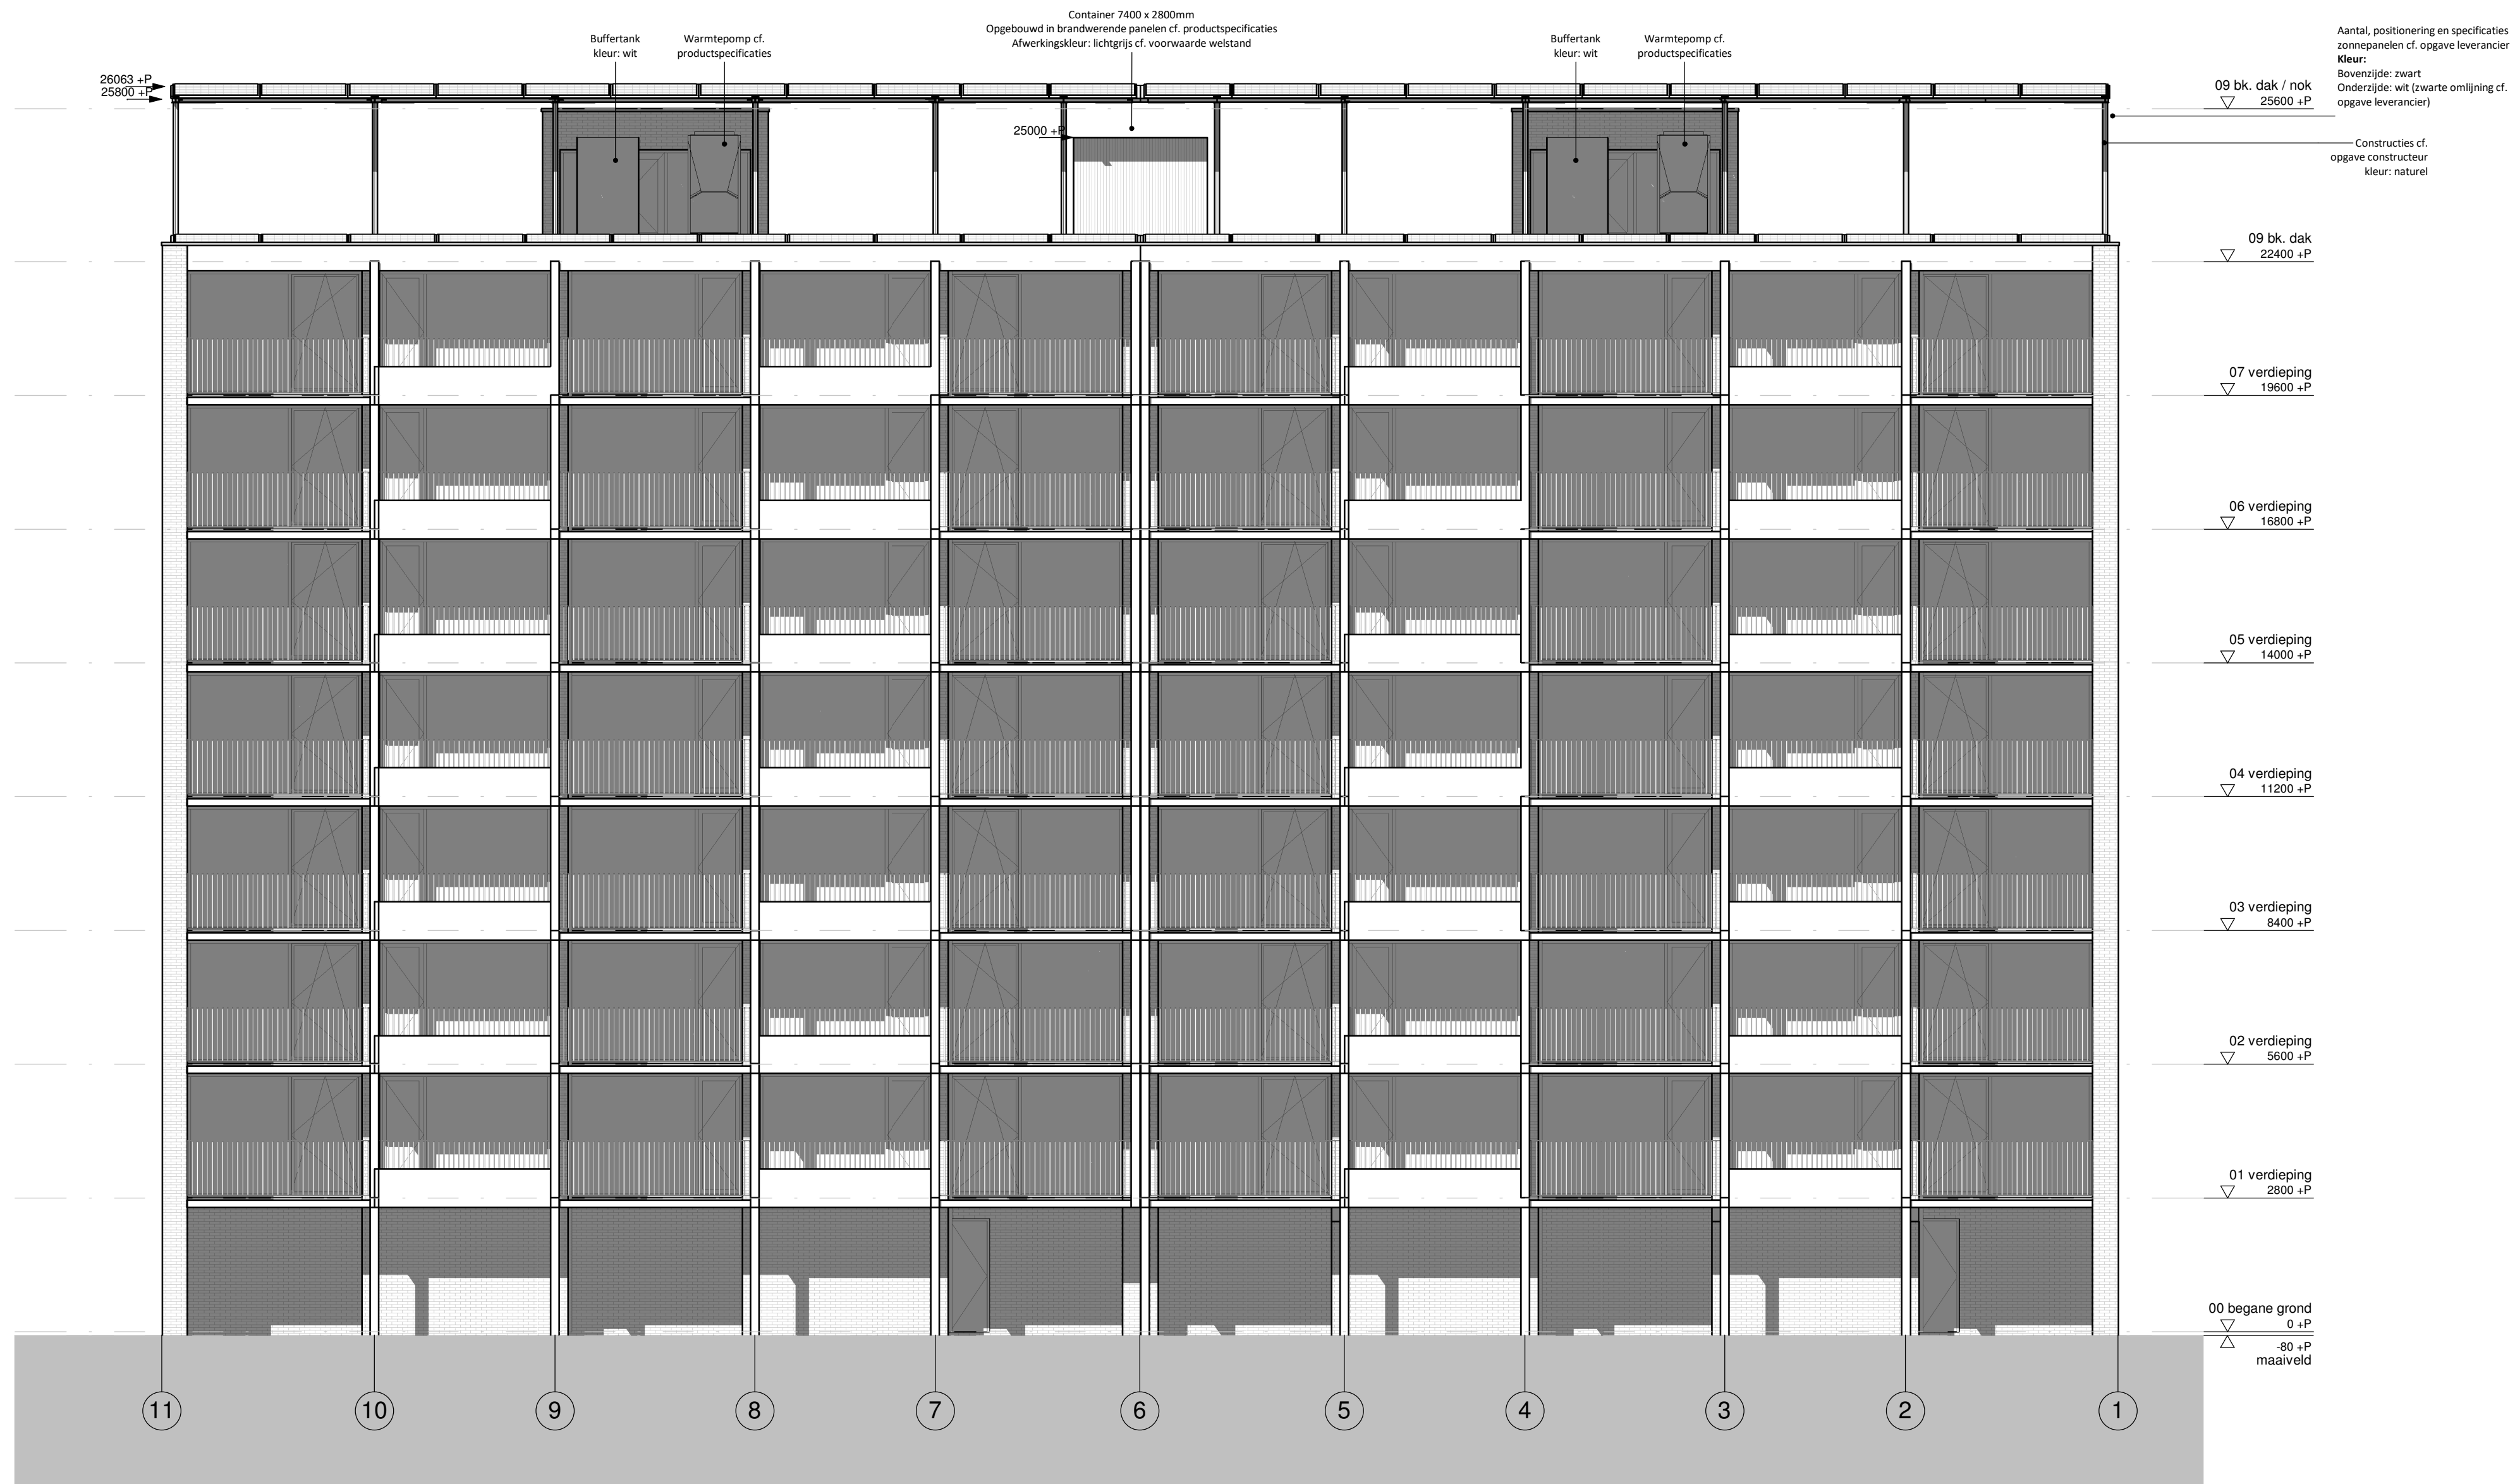 Container 7400 x 2800mm
Opgebouwd in brandwerende panelen cf. productspecificaties
Afwerkingskleur: lichtgrijs cf. voorwaarde welstand
Buffertank
kleur: wit
Warmtepomp cf.
productspecificaties
Buffertank
kleur: wit
Warmtepomp cf.
productspecificaties
Aantal, positionering en specificaties
zonnepanelen cf. opgave leverancier
Kleur:
Bovenzijde: zwart
Onderzijde: wit (zwarte omlijning cf.
opgave leverancier)
26063 +P
25800 +P
09 bk. dak / nok
25600 +P
25000 +P
Constructies cf.
opgave constructeur
kleur: naturel
09 bk. dak
22400 +P
07 verdieping
19600 +P
06 verdieping
16800 +P
05 verdieping
14000 +P
04 verdieping
11200 +P
03 verdieping
8400 +P
02 verdieping
5600 +P
01 verdieping
2800 +P
00 begane grond
0 +P
-80 +P
maaiveld
11 10 9 8 7 6 5 4 3 2 1